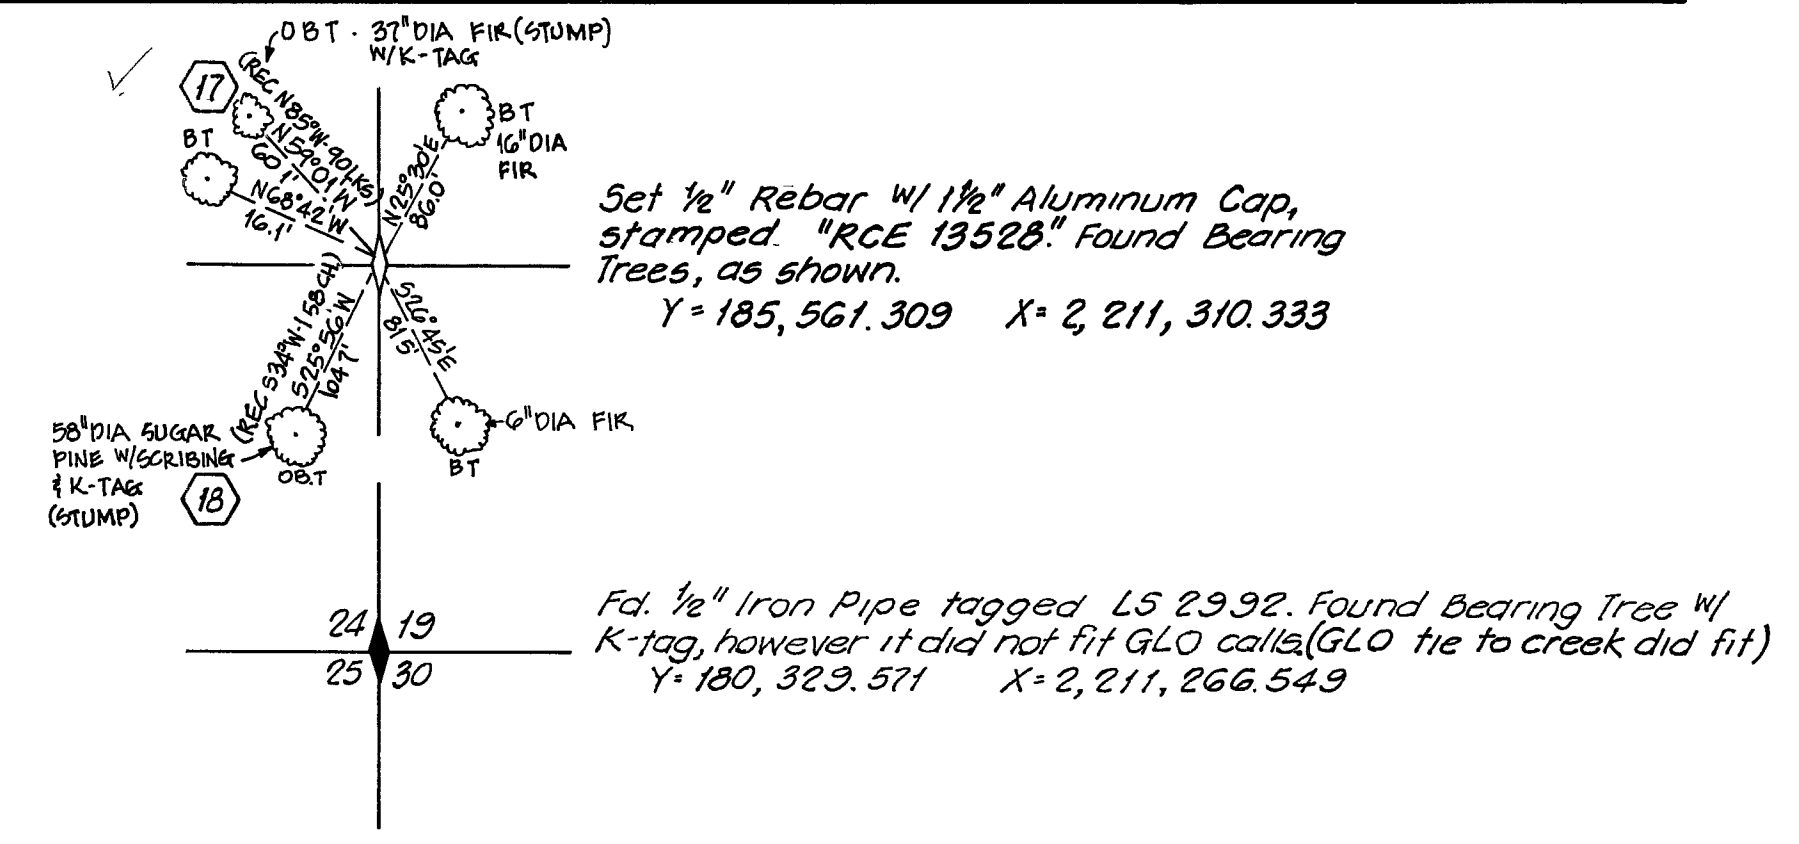 OBT · 37" DIA FIR (STUMP)
W/K-TAG
17
(REC N85°W-90LKS)
N59°01'W
60.1'
BT
N68°42'W
16.1'
BT
16" DIA
FIR
N25°30'E
86.0'
Set 1/2" Rebar W/ 1 1/2" Aluminum Cap,
stamped "RCE 13528." Found Bearing
Trees, as shown.
Y = 185,561.309 X = 2,211,310.333
(REC S34°W-1.58CH)
S25°56'W
104.7'
S26°45'E
81.5'
58" DIA SUGAR
PINE W/SCRIBING
& K-TAG
(STUMP)
18
OB.T
6" DIA FIR
BT
24 19
25 30
Fd. 1/2" Iron Pipe tagged LS 2992. Found Bearing Tree W/
K-tag, however it did not fit GLO calls.(GLO tie to creek did fit)
Y = 180,329.571 X = 2,211,266.549